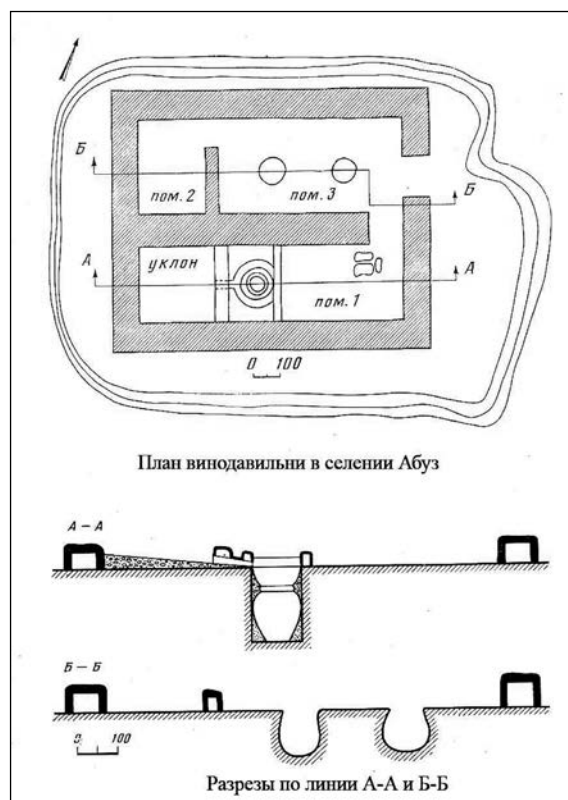 Б
Б
пом. 2
пом. 3
А
уклон
А
пом. 1
0 100
План винодавильни в селении Абуз
А – А
Б – Б
0 100
Разрезы по линии А-А и Б-Б